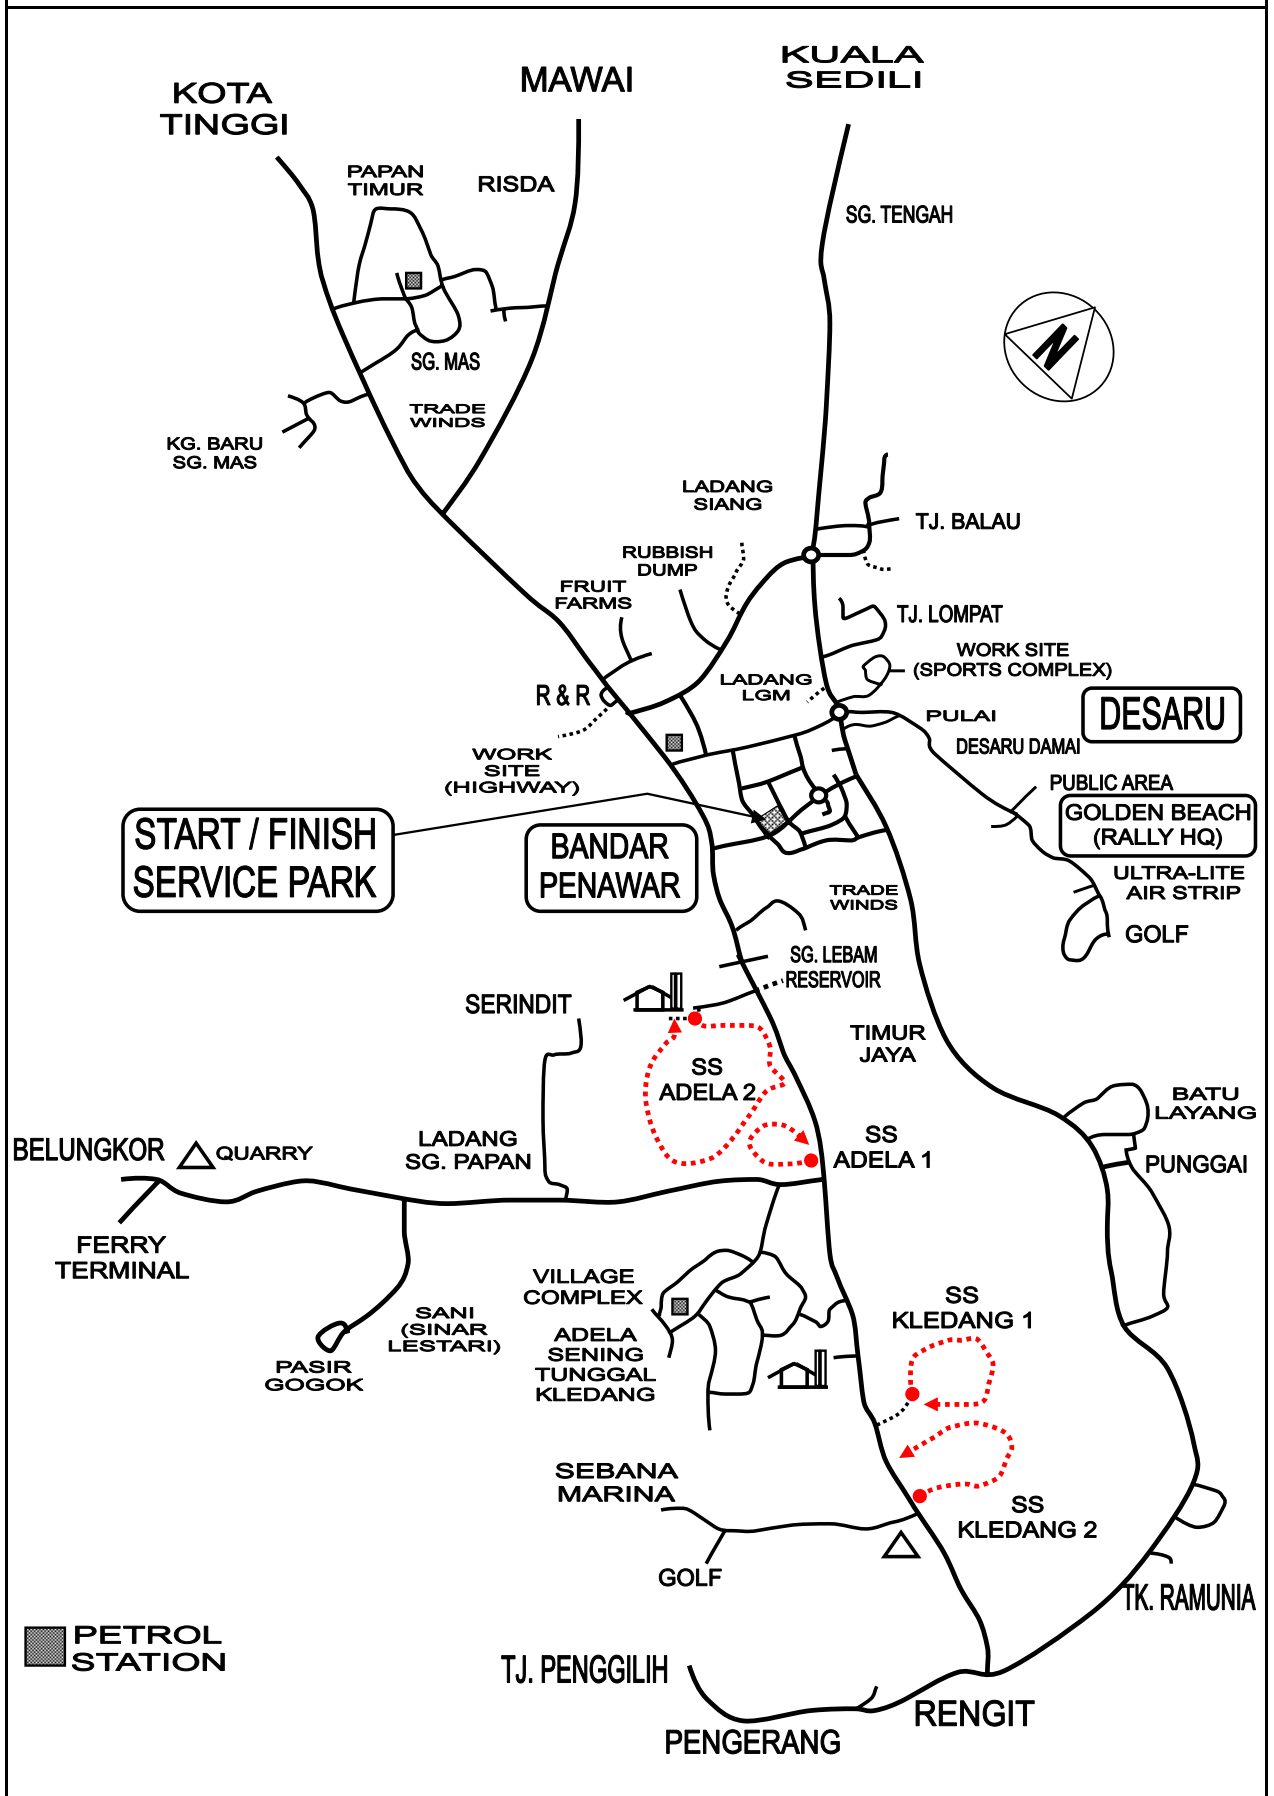 KUALA
SEDILI
MAWAI
KOTA
TINGGI
PAPAN
TIMUR
RISDA
SG. TENGAH
N
SG. MAS
TRADE
WINDS
KG. BARU
SG. MAS
LADANG
SIANG
TJ. BALAU
RUBBISH
DUMP
FRUIT
FARMS
TJ. LOMPAT
WORK SITE
(SPORTS COMPLEX)
LADANG
LGM
R & R
DESARU
PULAI
DESARU DAMAI
WORK
SITE
(HIGHWAY)
PUBLIC AREA
GOLDEN BEACH
(RALLY HQ)
START / FINISH
SERVICE PARK
BANDAR
PENAWAR
ULTRA-LITE
AIR STRIP
TRADE
WINDS
GOLF
SG. LEBAM
RESERVOIR
SERINDIT
TIMUR
JAYA
SS
ADELA 2
BATU
LAYANG
SS
ADELA 1
LADANG
SG. PAPAN
BELUNGKOR
QUARRY
PUNGGAI
FERRY
TERMINAL
VILLAGE
COMPLEX
SS
KLEDANG 1
SANI
(SINAR
LESTARI)
ADELA
SENING
TUNGGAL
KLEDANG
PASIR
GOGOK
SEBANA
MARINA
SS
KLEDANG 2
GOLF
TK. RAMUNIA
PETROL
STATION
TJ. PENGGILIH
RENGIT
PENGERANG